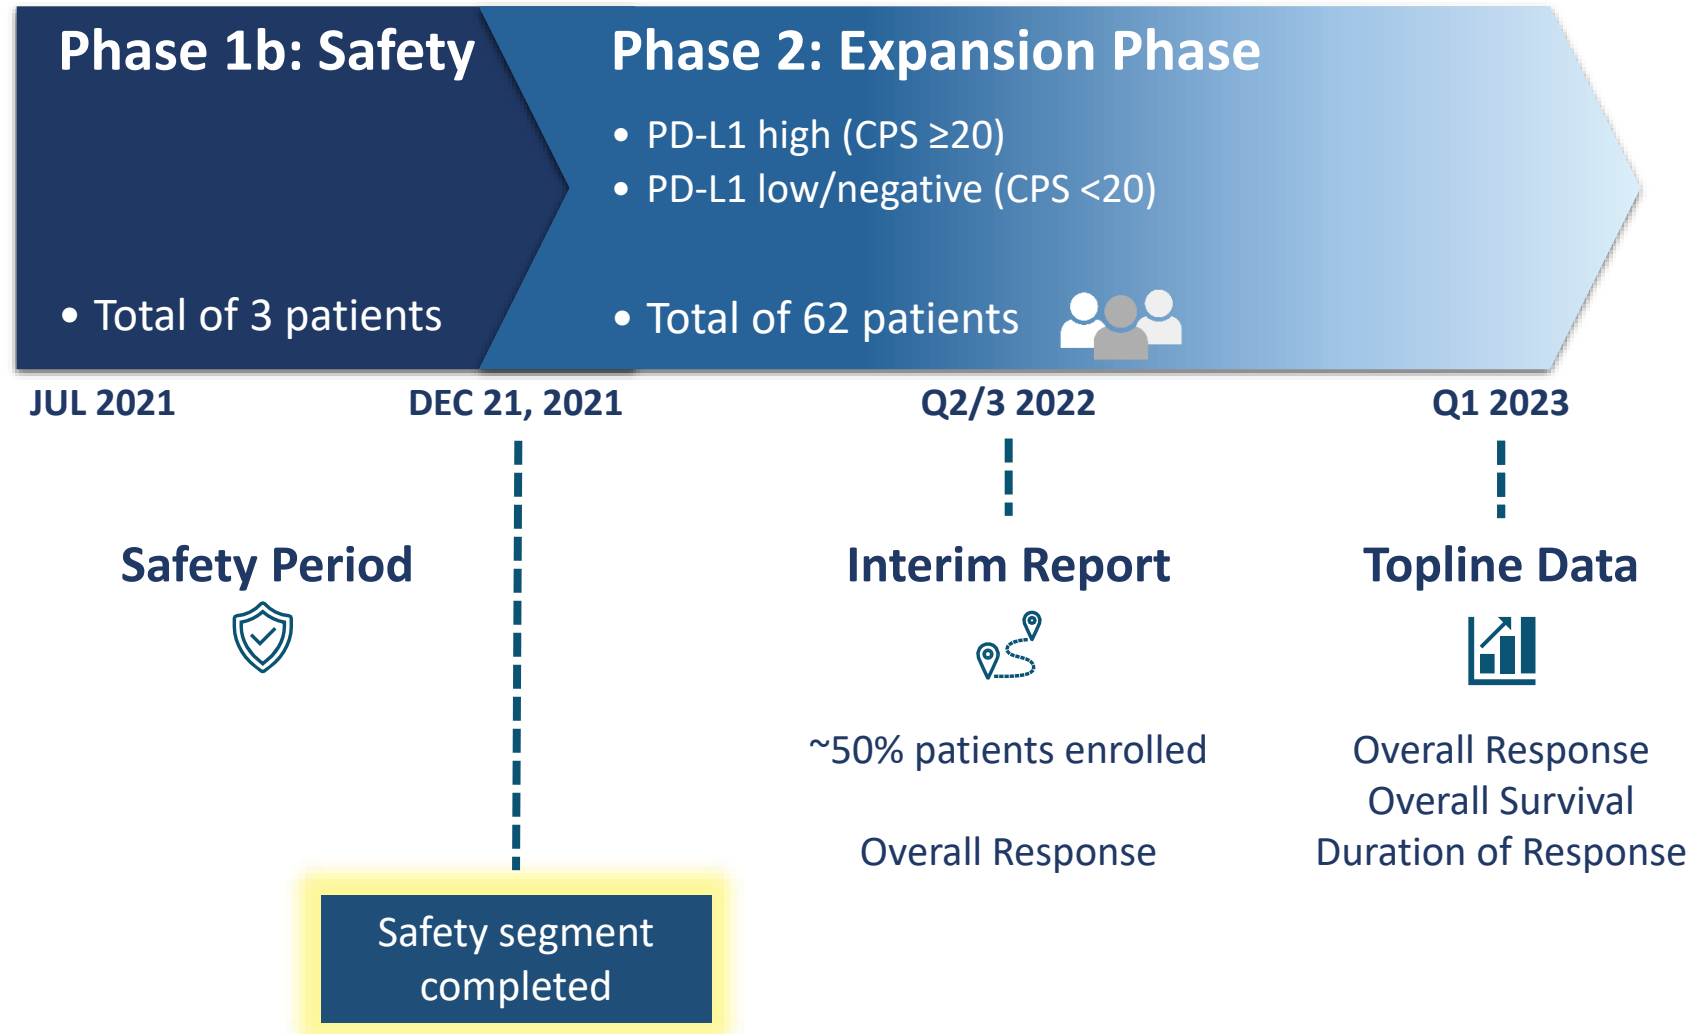 Phase 1b: Safety
• Total of 3 patients
Phase 2: Expansion Phase
• PD-L1 high (CPS ≥20)
• PD-L1 low/negative (CPS <20)
• Total of 62 patients
JUL 2021
DEC 21, 2021
Q2/3 2022
Q1 2023
Safety Period
Safety segment
completed
Interim Report
~50% patients enrolled
Overall Response
Topline Data
Overall Response
Overall Survival
Duration of Response